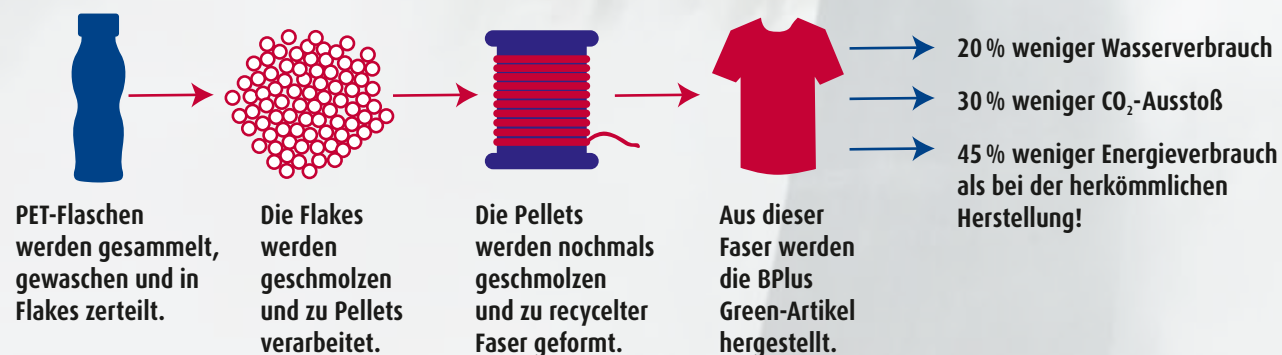 PET-Flaschen
werden gesammelt,
gewaschen und in
Flakes zerteilt.
Die Flakes
werden
geschmolzen
und zu Pellets
verarbeitet.
Die Pellets
werden nochmals
geschmolzen
und zu recycelter
Faser geformt.
Aus dieser
Faser werden
die BPlus
Green-Artikel
hergestellt.
20 % weniger Wasserverbrauch
30 % weniger CO₂-Ausstoß
45 % weniger Energieverbrauch
als bei der herkömmlichen
Herstellung!